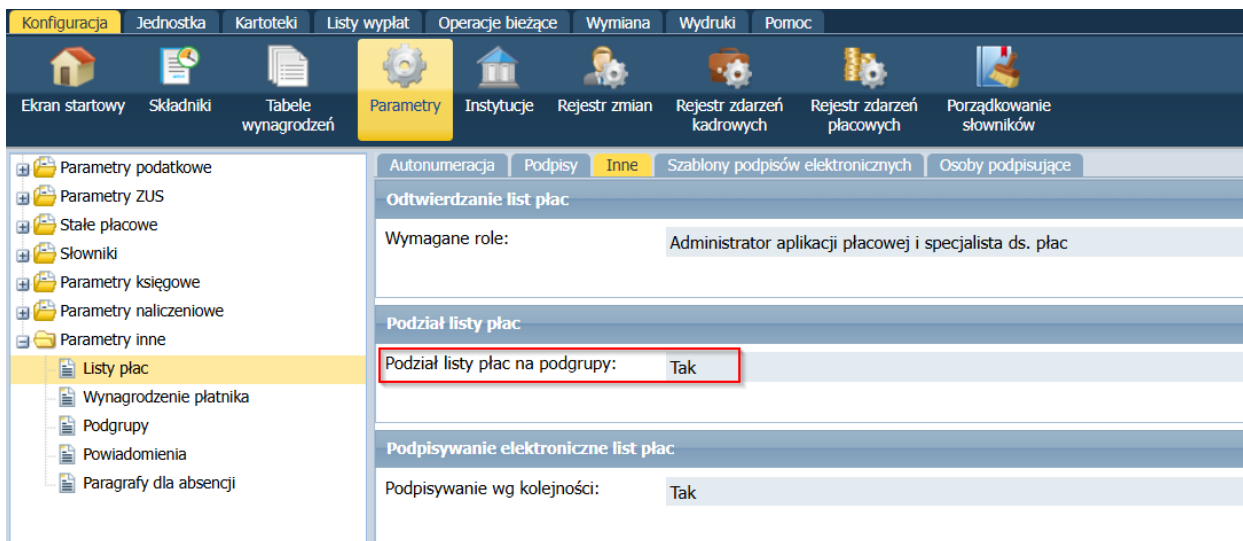 Konfiguracja Jednostka Kartoteki Listy wypłat Operacje bieżące Wymiana Wydruki Pomoc
Ekran startowy Składniki Tabele wynagrodzeń Parametry Instytucje Rejestr zmian Rejestr zdarzeń kadrowych Rejestr zdarzeń płacowych Porządkowanie słowników
Parametry podatkowe
Parametry ZUS
Stałe płacowe
Słowniki
Parametry księgowe
Parametry naliczeniowe
Parametry inne
Listy płac
Wynagrodzenie płatnika
Podgrupy
Powiadomienia
Paragrafy dla absencji
Autonumeracja Podpisy Inne Szablony podpisów elektronicznych Osoby podpisujące
Odtwierdzanie list płac
Wymagane role: Administrator aplikacji płacowej i specjalista ds. płac
Podział listy płac
Podział listy płac na podgrupy: Tak
Podpisywanie elektroniczne list płac
Podpisywanie wg kolejności: Tak